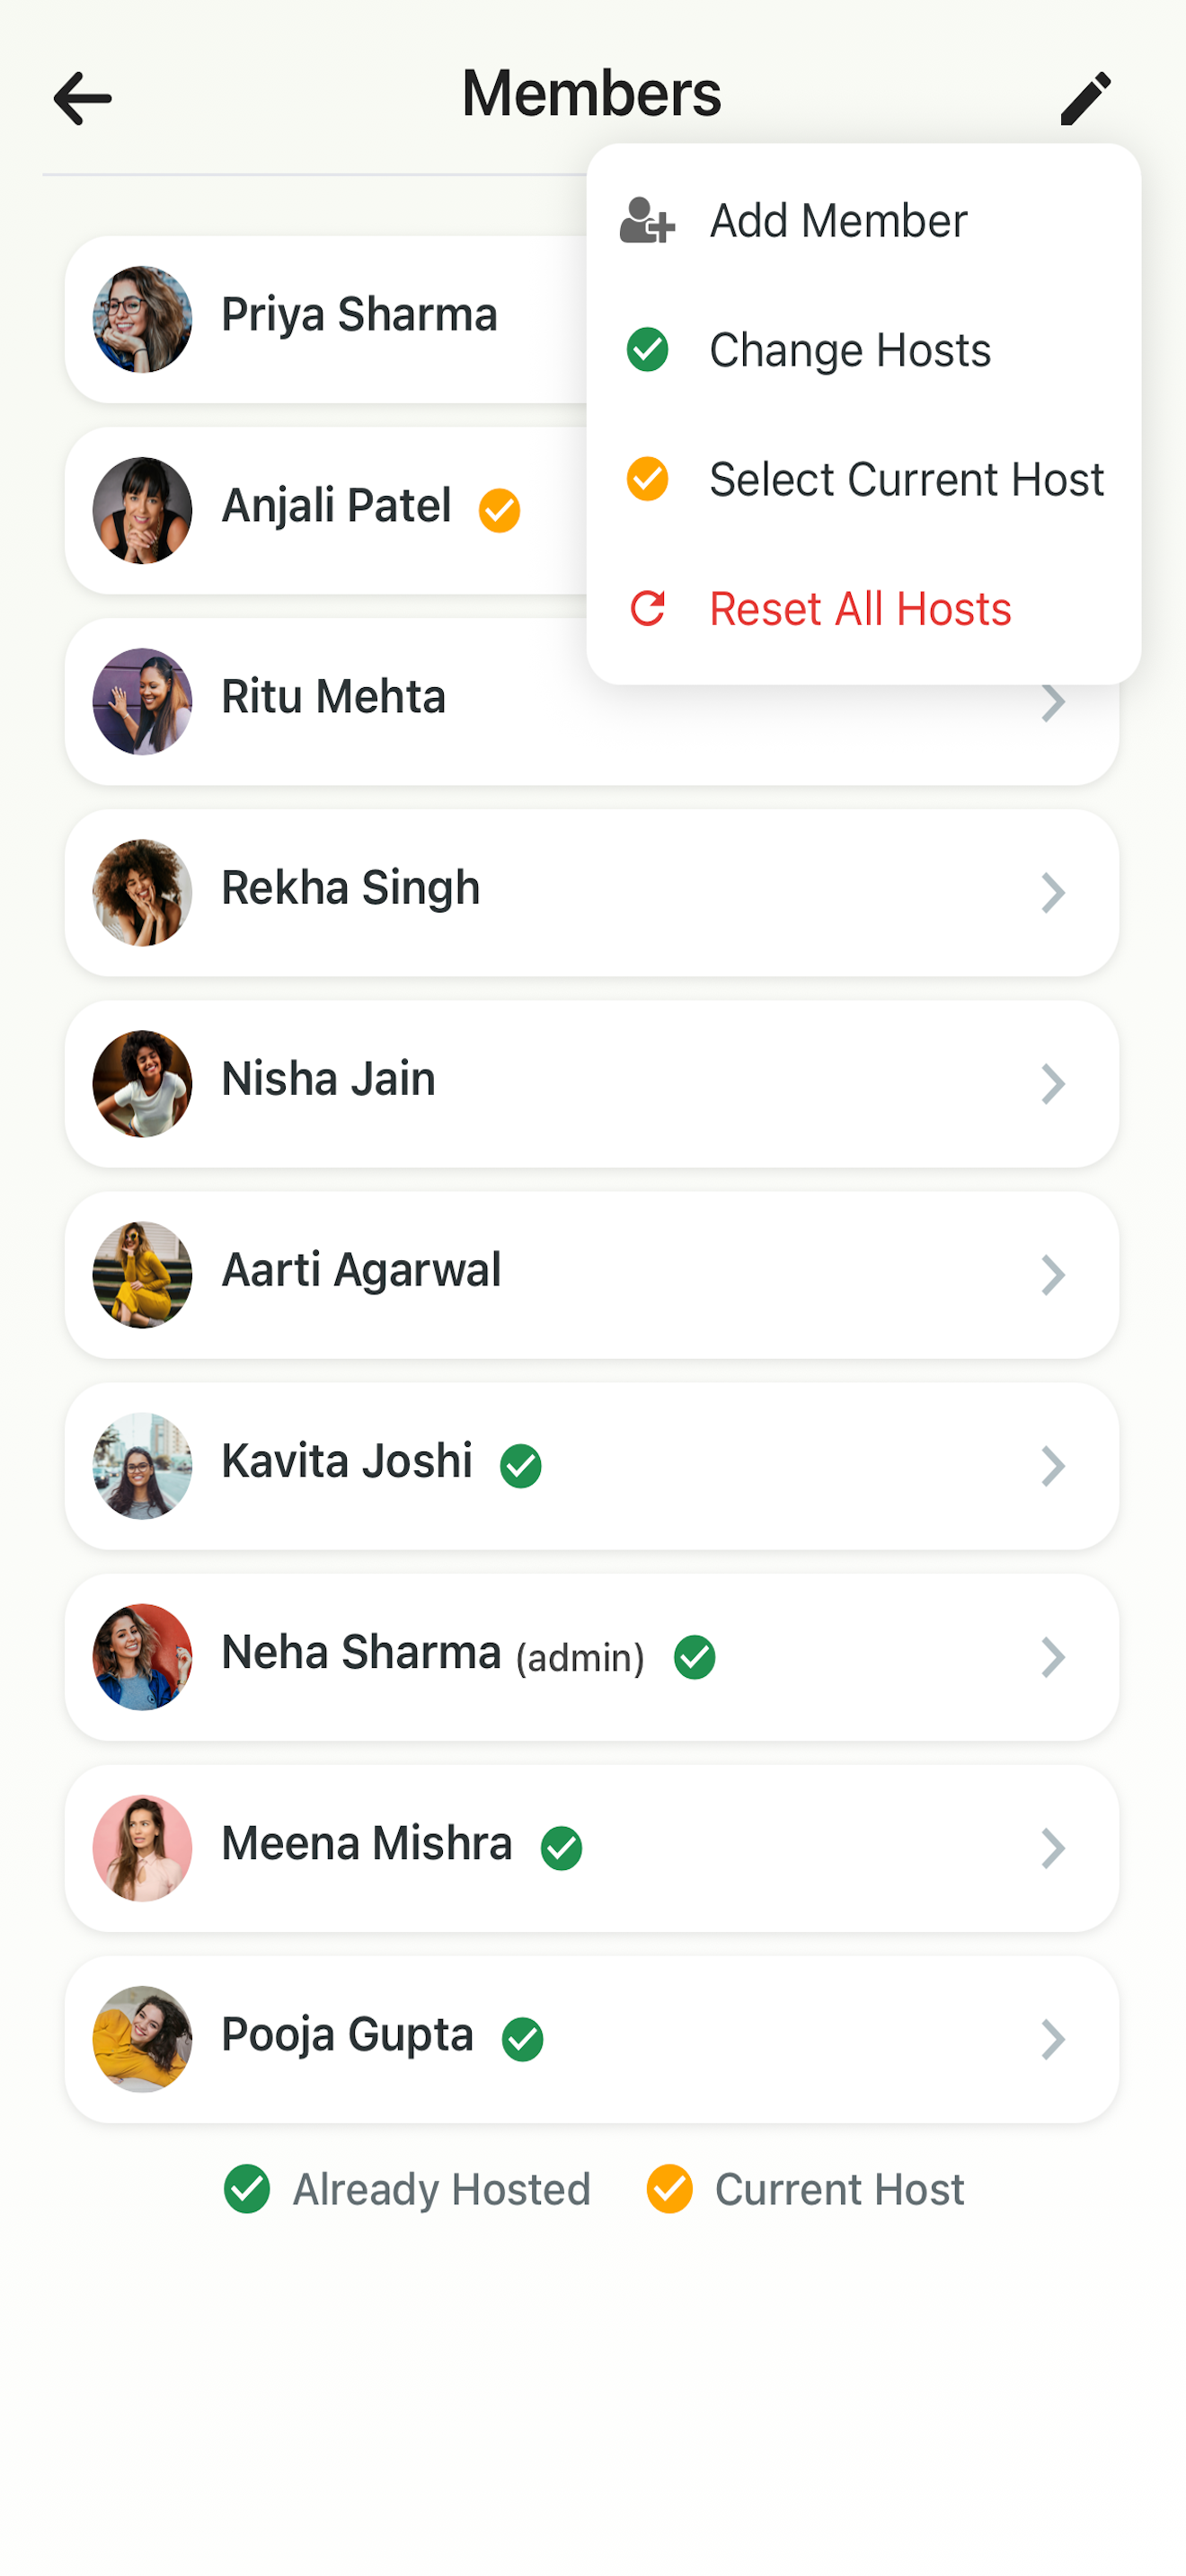 Members
Add Member
Change Hosts
Select Current Host
Reset All Hosts
Priya Sharma
Anjali Patel
Ritu Mehta
Rekha Singh
Nisha Jain
Aarti Agarwal
Kavita Joshi
Neha Sharma (admin)
Meena Mishra
Pooja Gupta
Already Hosted Current Host